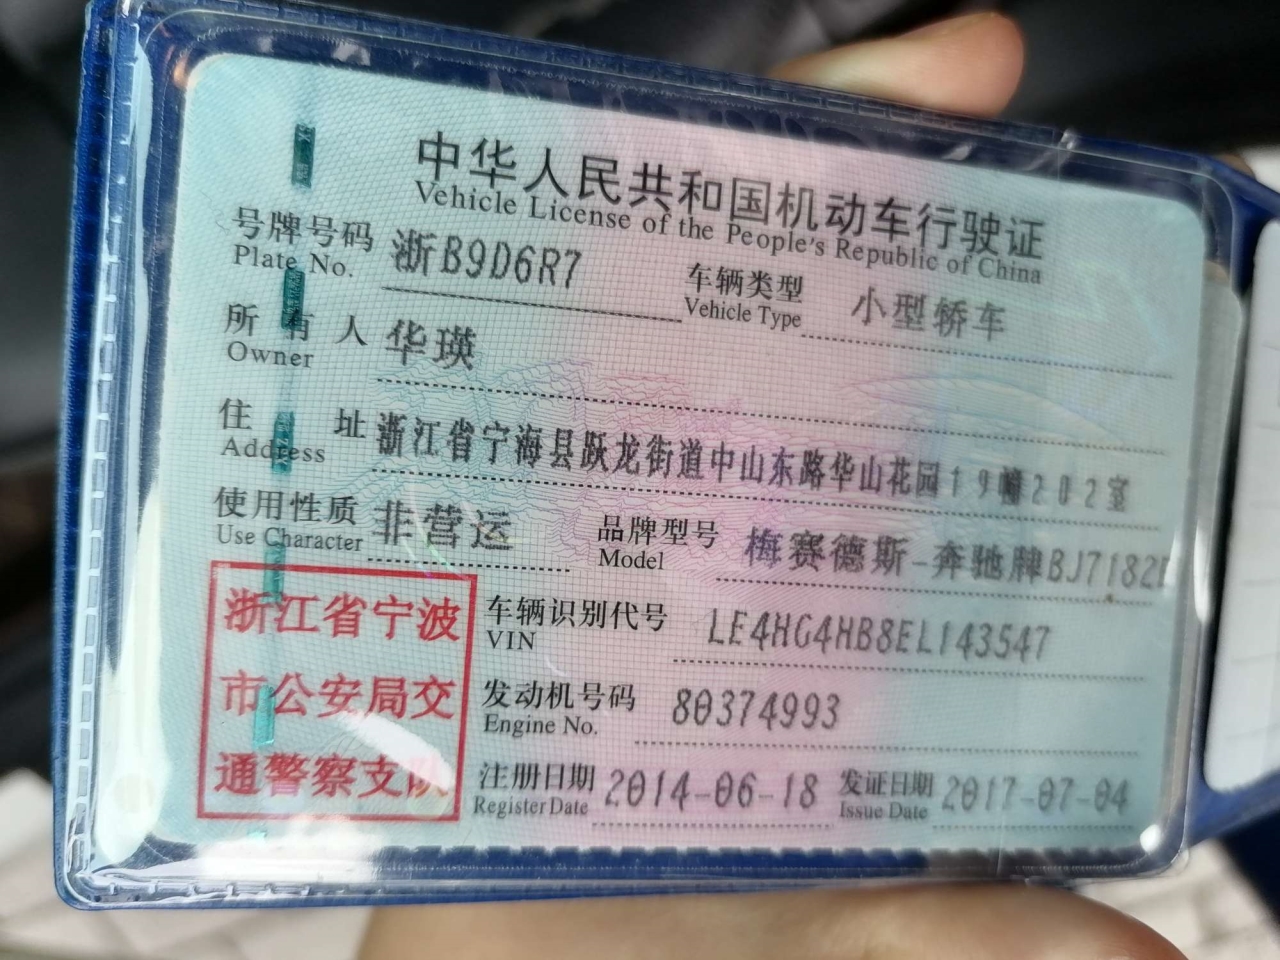 中华人民共和国机动车行驶证
Vehicle License of the People's Republic of China
号牌号码 浙B9D6R7 车辆类型 小型轿车
Plate No. Vehicle Type
所有人 华瑛
Owner
住址 浙江省宁海县跃龙街道中山东路华山花园19幢202室
Address
使用性质 非营运 品牌型号 梅赛德斯-奔驰牌BJ7182
Use Character Model
浙江省宁波
市公安局交
通警察支队
车辆识别代号 LE4HG4HB8EL143547
VIN
发动机号码 80374993
Engine No.
注册日期 2014-06-18 发证日期 2017-07-04
Register Date Issue Date